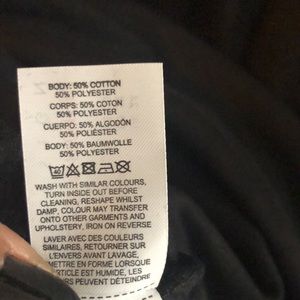 BODY: 50% COTTON
50% POLYESTER
CORPS: 50% COTON
50% POLYESTER
CUERPO: 50% ALGODÓN
50% POLIÉSTER
BODY: 50% BAUMWOLLE
50% POLYESTER
WASH WITH SIMILAR COLOURS,
TURN INSIDE OUT BEFORE
CLEANING, RESHAPE WHILST
DAMP, COLOUR MAY TRANSFER
ONTO OTHER GARMENTS AND
UPHOLSTERY, IRON ON REVERSE
LAVER AVEC DES COULEURS
SIMILAIRES, RETOURNER SUR
L'ENVERS AVANT LAVAGE,
METTRE EN FORME LORSQUE
ARTICLE EST HUMIDE, LES
COULEURS PEUVENT DÉTEINDRE